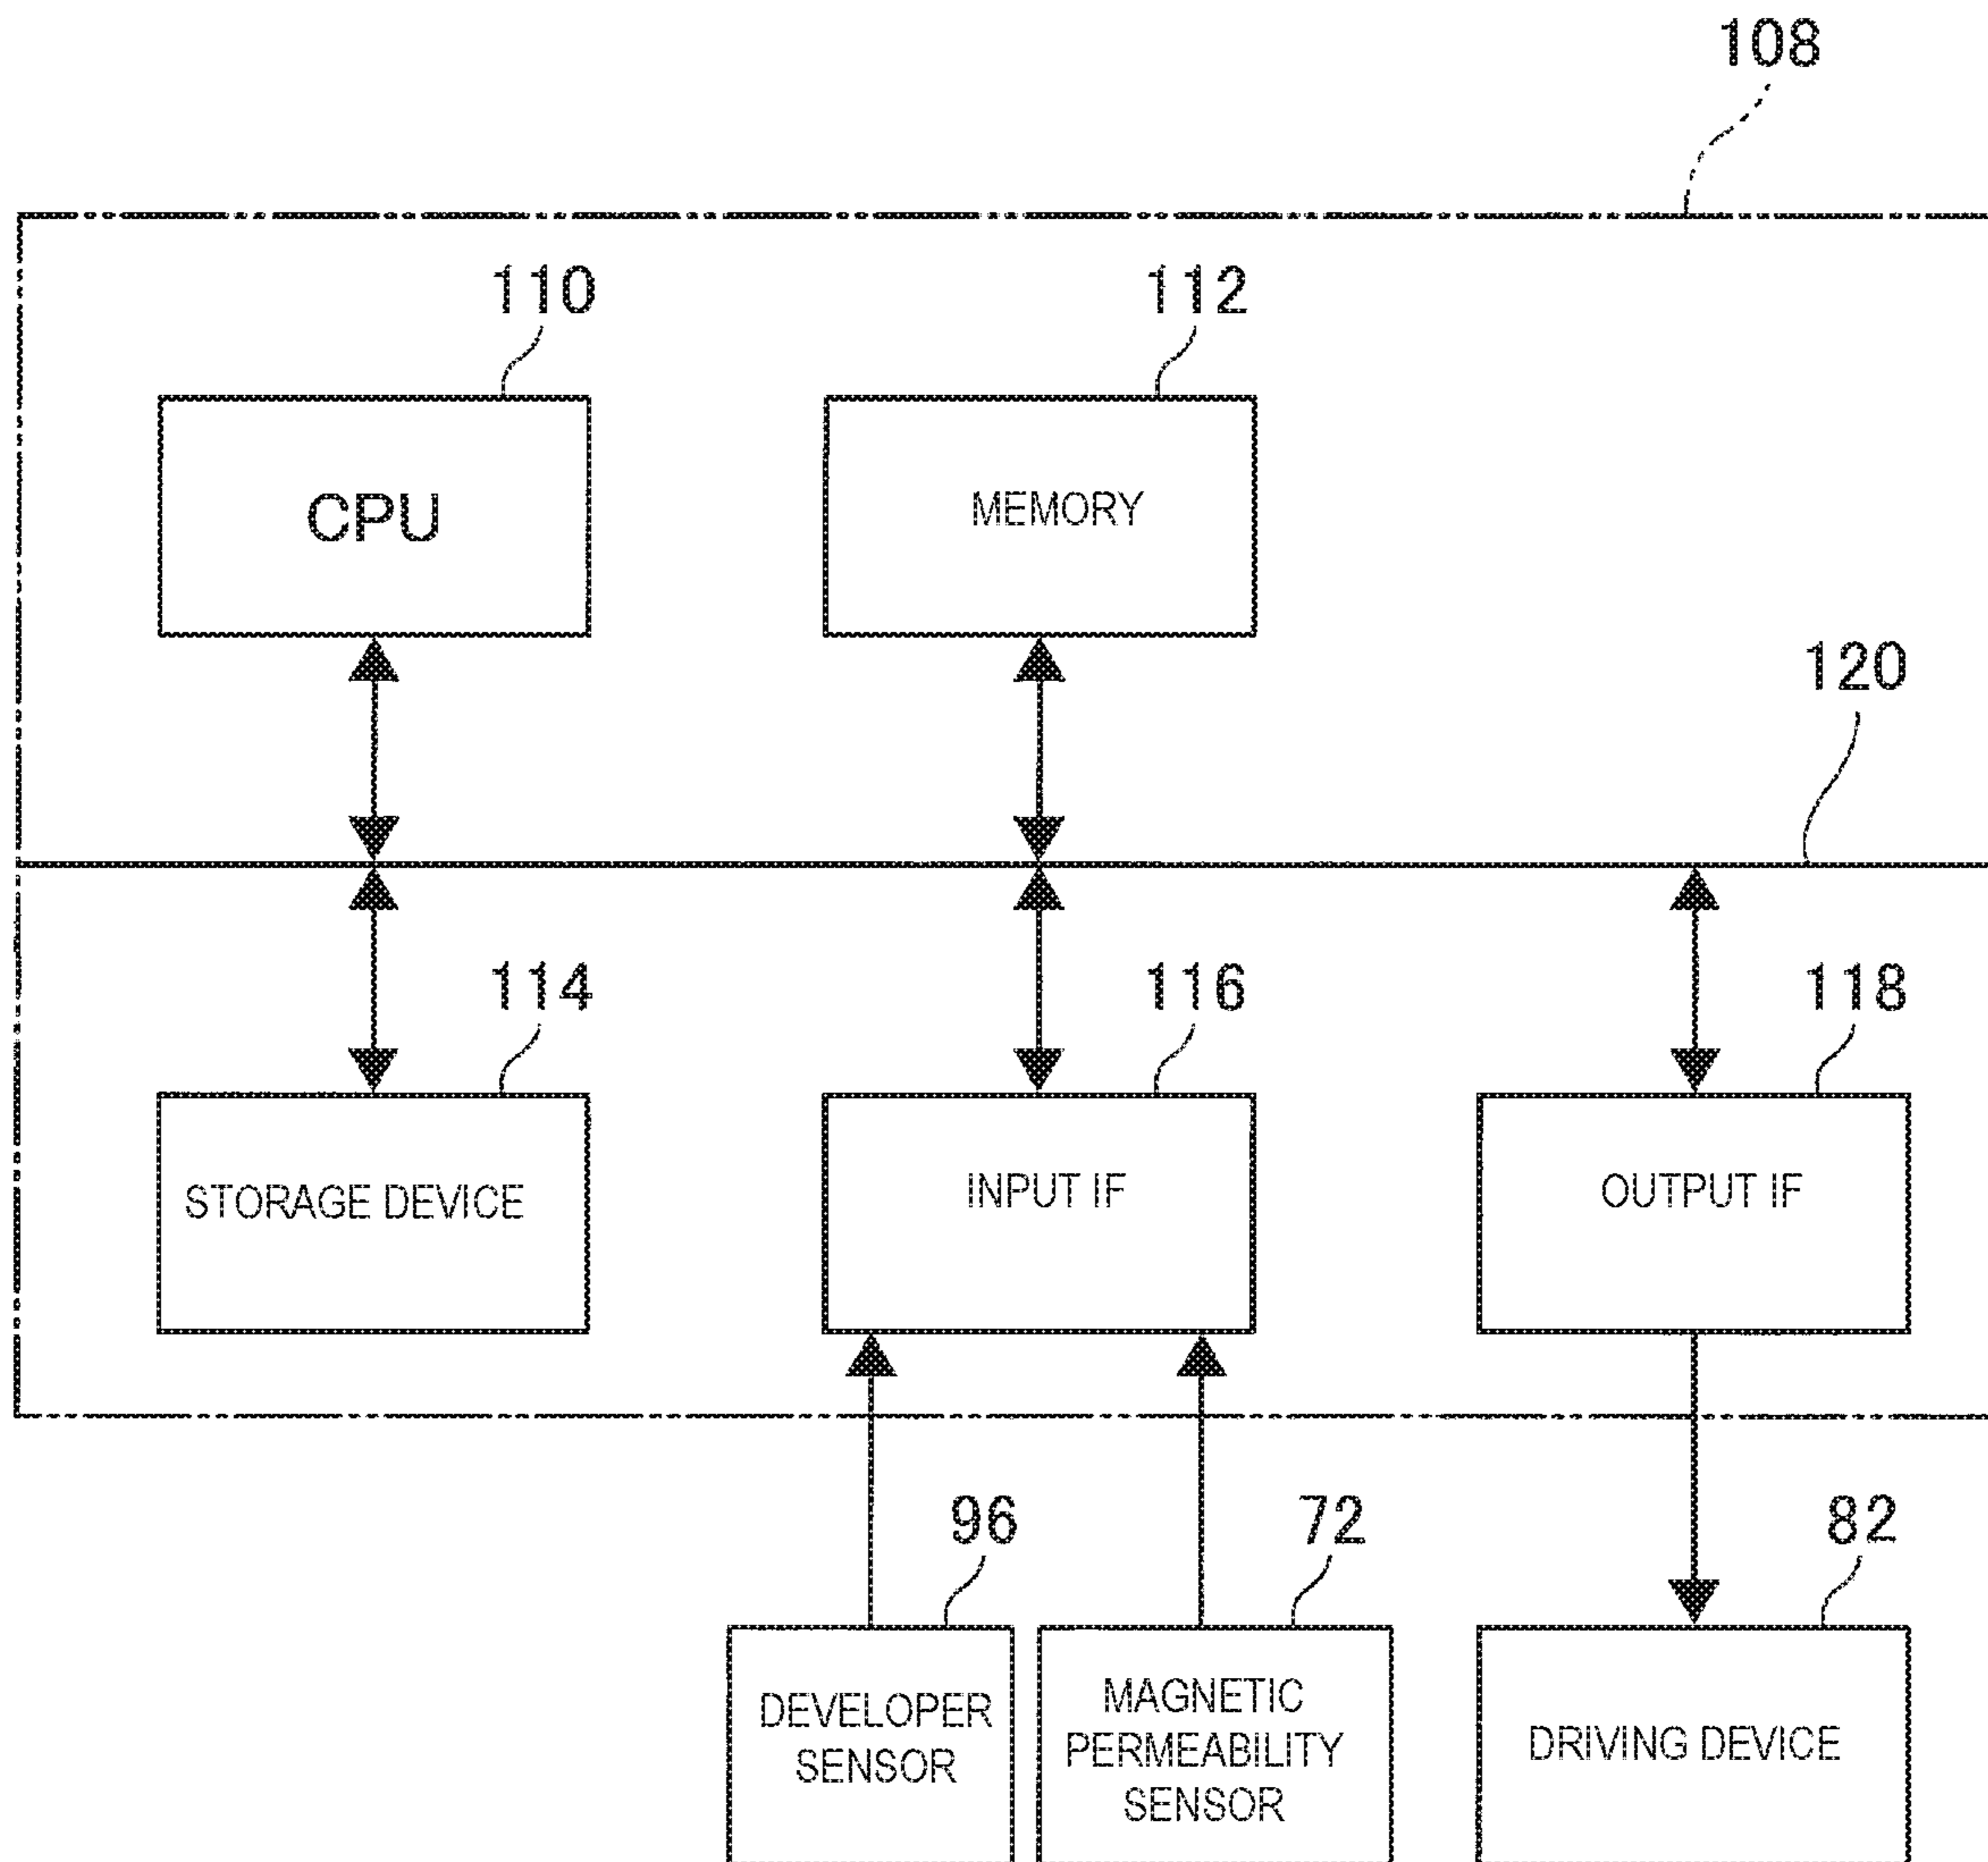 108
110
112
CPU
MEMORY
120
114
116
118
STORAGE DEVICE
INPUT IF
OUTPUT IF
96
72
82
DEVELOPER
SENSOR
MAGNETIC
PERMEABILITY
SENSOR
DRIVING DEVICE